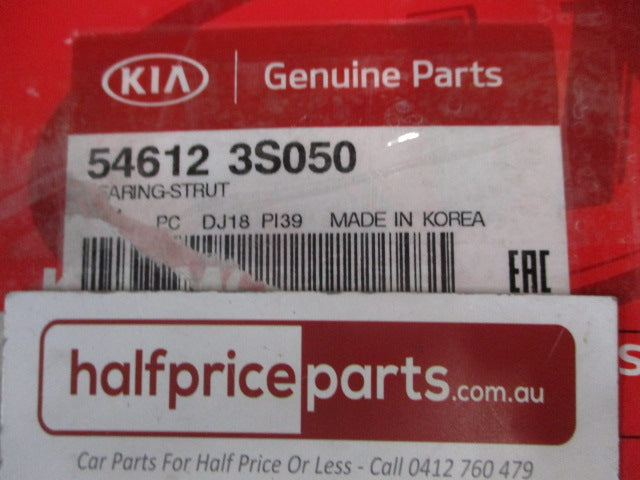 KIA Genuine Parts
54612 3S050
EARING-STRUT
PC DJ18 PI39 MADE IN KOREA
EAC
halfpriceparts.com.au
Car Parts For Half Price Or Less - Call 0412 760 479